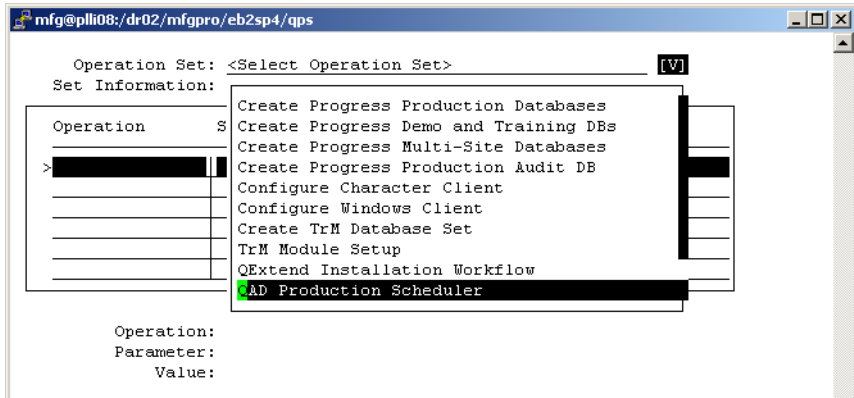 mfg@plli08:/dr02/mfgpro/eb2sp4/qps
Operation Set: <Select Operation Set> [V]
Set Information:
Create Progress Production Databases
Operation S Create Progress Demo and Training DBs
Create Progress Multi-Site Databases
> Create Progress Production Audit DB
Configure Character Client
Configure Windows Client
Create TrM Database Set
TrM Module Setup
QExtend Installation Workflow
QAD Production Scheduler
Operation:
Parameter:
Value: